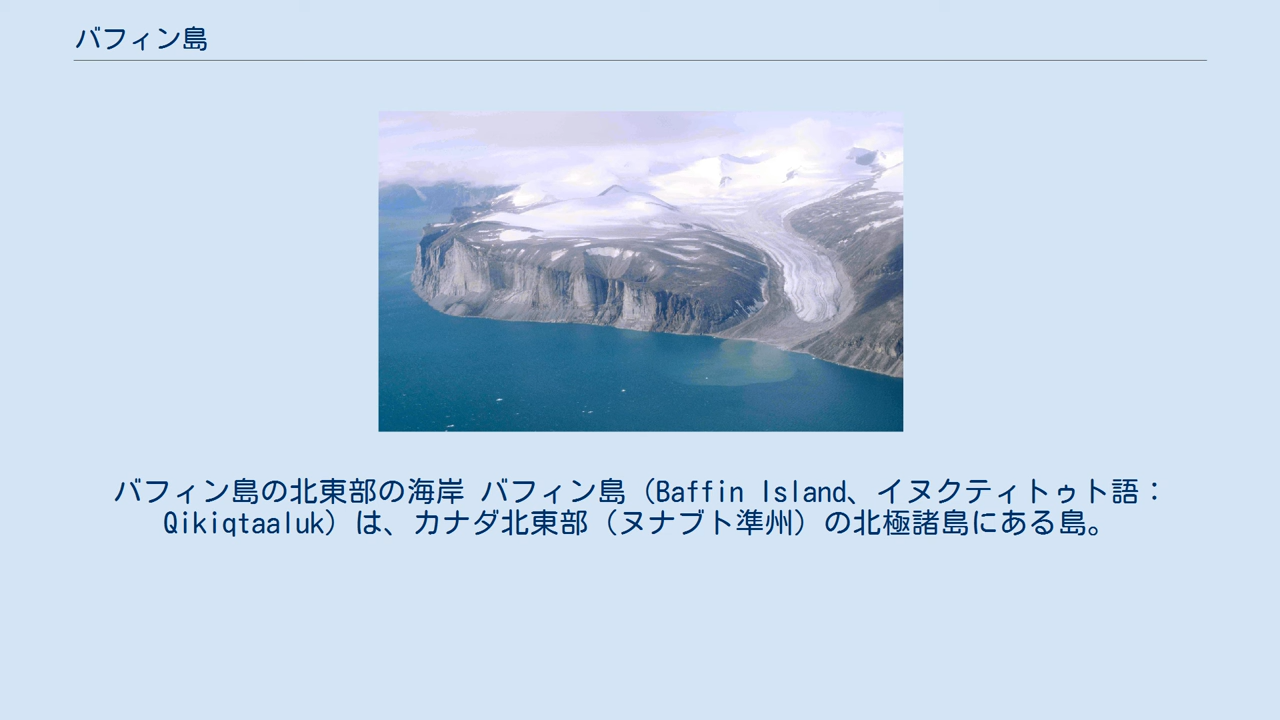 バフィン島
バフィン島の北東部の海岸 バフィン島（Baffin Island、イヌクティトゥト語：
Qikiqtaaluk）は、カナダ北東部（ヌナブト準州）の北極諸島にある島。